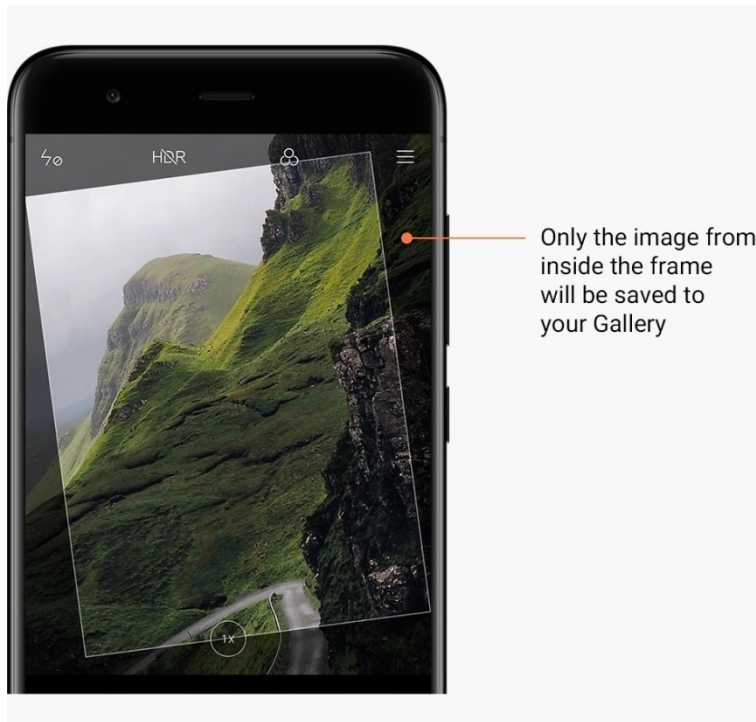 HDR
Only the image from
inside the frame
will be saved to
your Gallery
1X